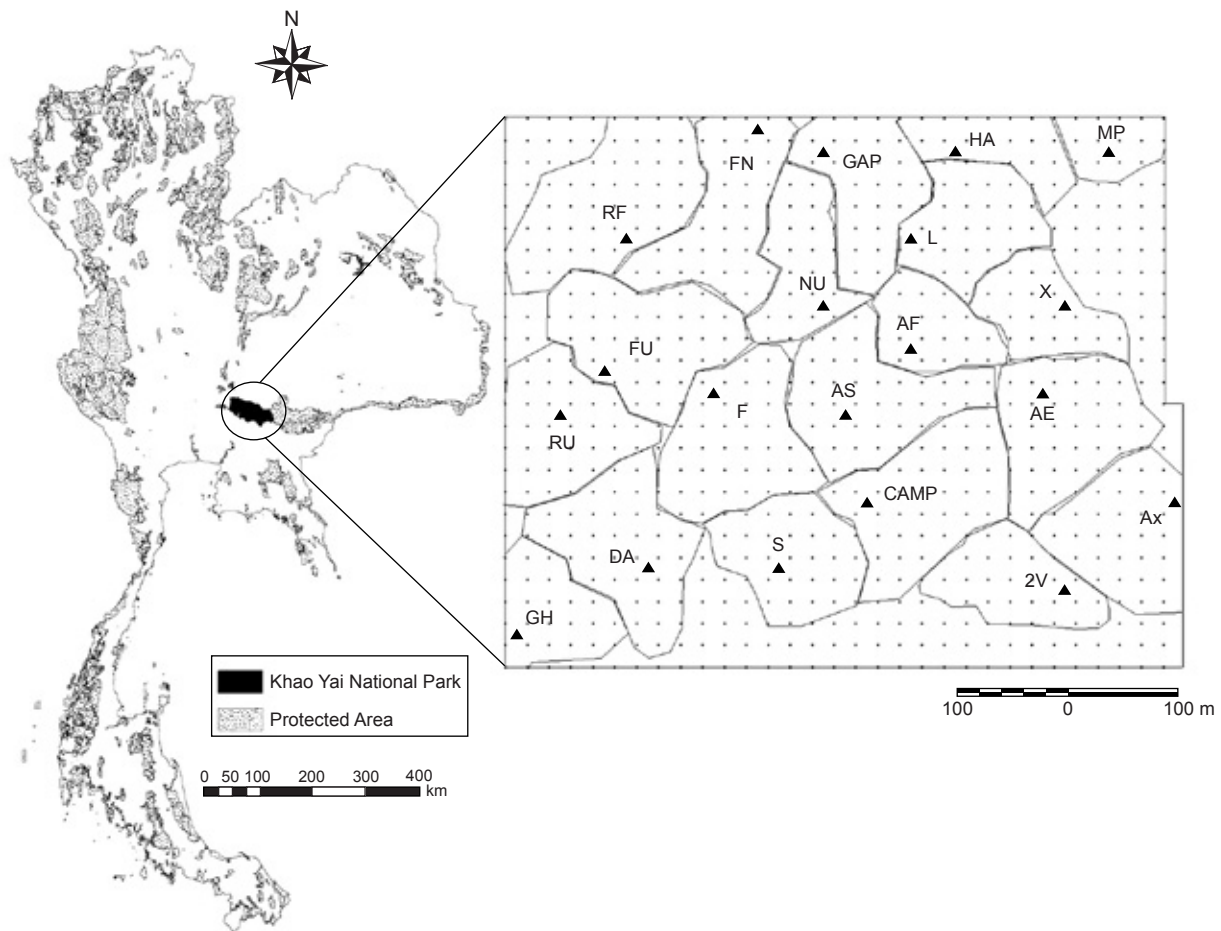 N
FN
GAP
HA
MP
RF
L
NU
X
AF
FU
F
AS
AE
RU
CAMP
Ax
DA
S
2V
GH
Khao Yai National Park
Protected Area
100 0 100 m
0 50 100 200 300 400
km